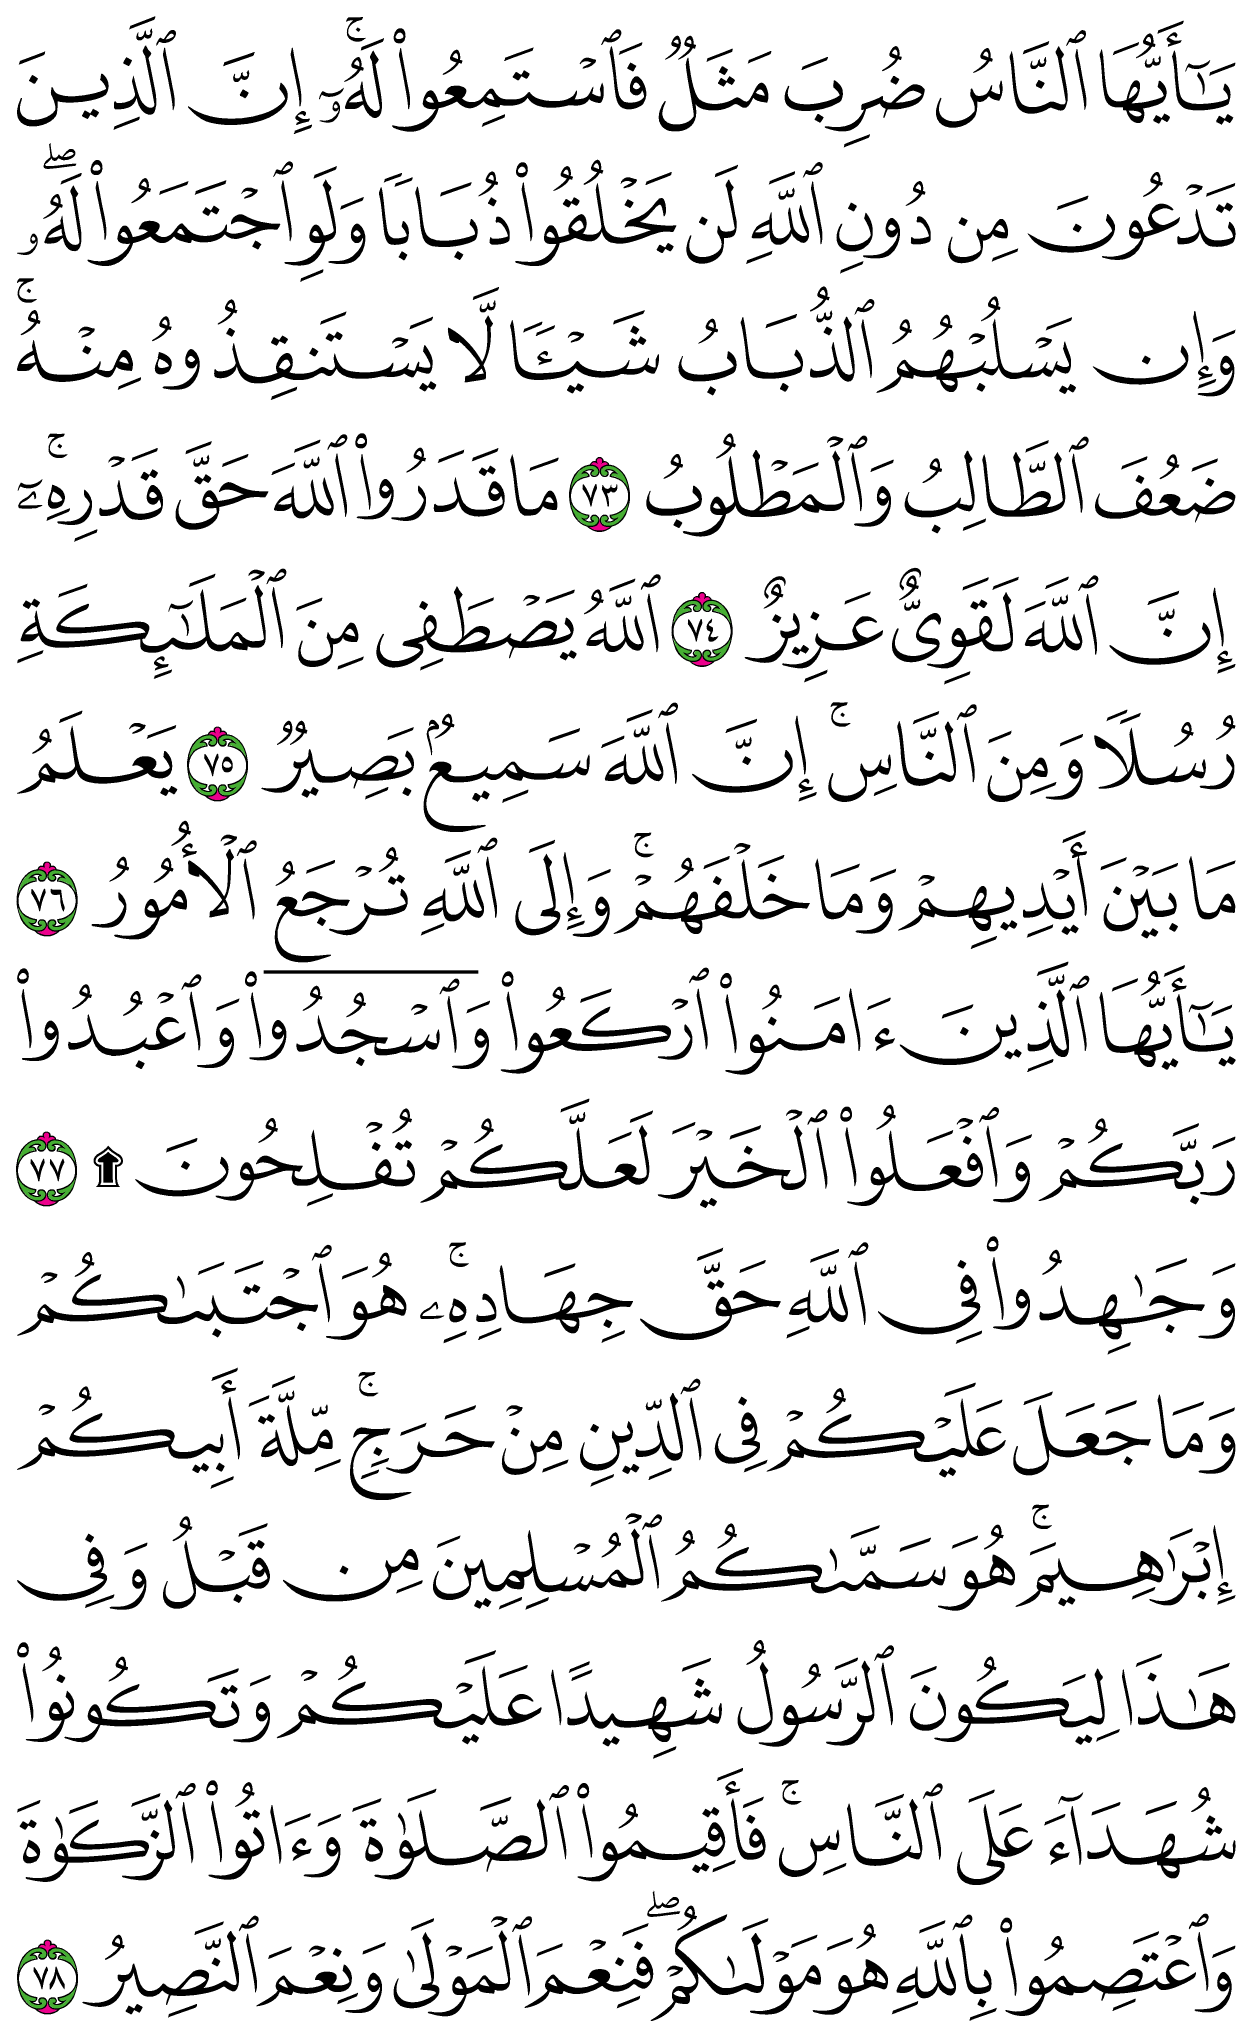 يَـٰٓأَيُّهَا ٱلنَّاسُ ضُرِبَ مَثَلٌۭ فَٱسْتَمِعُوا۟ لَهُۥٓ ۚ إِنَّ ٱلَّذِينَ
تَدْعُونَ مِن دُونِ ٱللَّهِ لَن يَخْلُقُوا۟ ذُبَابًۭا وَلَوِ ٱجْتَمَعُوا۟ لَهُۥ ۖ
وَإِن يَسْلُبْهُمُ ٱلذُّبَابُ شَيْـًۭٔا لَّا يَسْتَنقِذُوهُ مِنْهُ ۚ
ضَعُفَ ٱلطَّالِبُ وَٱلْمَطْلُوبُ ٧٣ مَا قَدَرُوا۟ ٱللَّهَ حَقَّ قَدْرِهِۦٓ ۚ
إِنَّ ٱللَّهَ لَقَوِىٌّ عَزِيزٌ ٧٤ ٱللَّهُ يَصْطَفِى مِنَ ٱلْمَلَـٰٓئِكَةِ
رُسُلًۭا وَمِنَ ٱلنَّاسِ ۚ إِنَّ ٱللَّهَ سَمِيعٌۢ بَصِيرٌۭ ٧٥ يَعْلَمُ
مَا بَيْنَ أَيْدِيهِمْ وَمَا خَلْفَهُمْ ۚ وَإِلَى ٱللَّهِ تُرْجَعُ ٱلْأُمُورُ ٧٦
يَـٰٓأَيُّهَا ٱلَّذِينَ ءَامَنُوا۟ ٱرْكَعُوا۟ وَٱسْجُدُوا۟ وَٱعْبُدُوا۟
رَبَّكُمْ وَٱفْعَلُوا۟ ٱلْخَيْرَ لَعَلَّكُمْ تُفْلِحُونَ ۩ ٧٧
وَجَـٰهِدُوا۟ فِى ٱللَّهِ حَقَّ جِهَادِهِۦ ۚ هُوَ ٱجْتَبَىٰكُمْ
وَمَا جَعَلَ عَلَيْكُمْ فِى ٱلدِّينِ مِنْ حَرَجٍۢ ۚ مِّلَّةَ أَبِيكُمْ
إِبْرَٰهِيمَ ۚ هُوَ سَمَّىٰكُمُ ٱلْمُسْلِمِينَ مِن قَبْلُ وَفِى
هَـٰذَا لِيَكُونَ ٱلرَّسُولُ شَهِيدًا عَلَيْكُمْ وَتَكُونُوا۟
شُهَدَآءَ عَلَى ٱلنَّاسِ ۚ فَأَقِيمُوا۟ ٱلصَّلَوٰةَ وَءَاتُوا۟ ٱلزَّكَوٰةَ
وَٱعْتَصِمُوا۟ بِٱللَّهِ هُوَ مَوْلَىٰكُمْ ۖ فَنِعْمَ ٱلْمَوْلَىٰ وَنِعْمَ ٱلنَّصِيرُ ٧٨